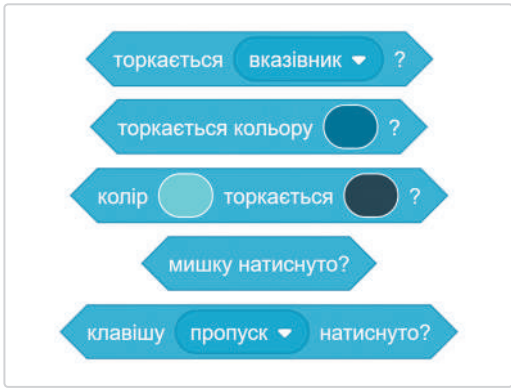 торкається вказівник ?
торкається кольору ?
колір торкається ?
мишку натиснуто?
клавішу пропуск натиснуто?